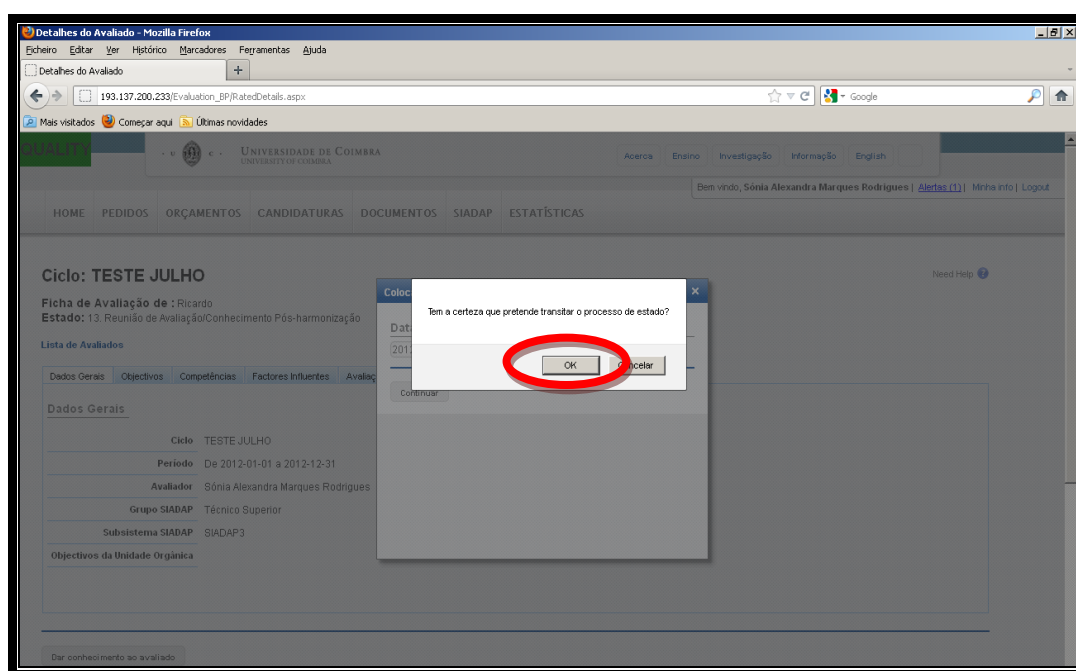 Detalhes do Avaliado - Mozilla Firefox
Ficheiro Editar Ver Histórico Marcadores Ferramentas Ajuda
Detalhes do Avaliado +
193.137.200.233/Evaluation_BP/RatedDetails.aspx Google
Mais visitados Começar aqui Últimas novidades
QUALITY UNIVERSIDADE DE COIMBRA
UNIVERSITY OF COIMBRA
Acerca Ensino Investigação Informação English
Bem vindo, Sónia Alexandra Marques Rodrigues | Alertas (1) | Minha info | Logout
HOME PEDIDOS ORÇAMENTOS CANDIDATURAS DOCUMENTOS SIADAP ESTATÍSTICAS
Ciclo: TESTE JULHO
Need Help
Ficha de Avaliação de : Ricardo
Estado: 13. Reunião de Avaliação/Conhecimento Pós-harmonização
Lista de Avaliados
Dados Gerais Objectivos Competências Factores Influentes Avaliaç
Coloc
Tem a certeza que pretende transitar o processo de estado?
Dat
201
OK Cancelar
Continuar
Dados Gerais
Ciclo TESTE JULHO
Período De 2012-01-01 a 2012-12-31
Avaliador Sónia Alexandra Marques Rodrigues
Grupo SIADAP Técnico Superior
Subsistema SIADAP SIADAP3
Objectivos da Unidade Orgânica
Dar conhecimento ao avaliado